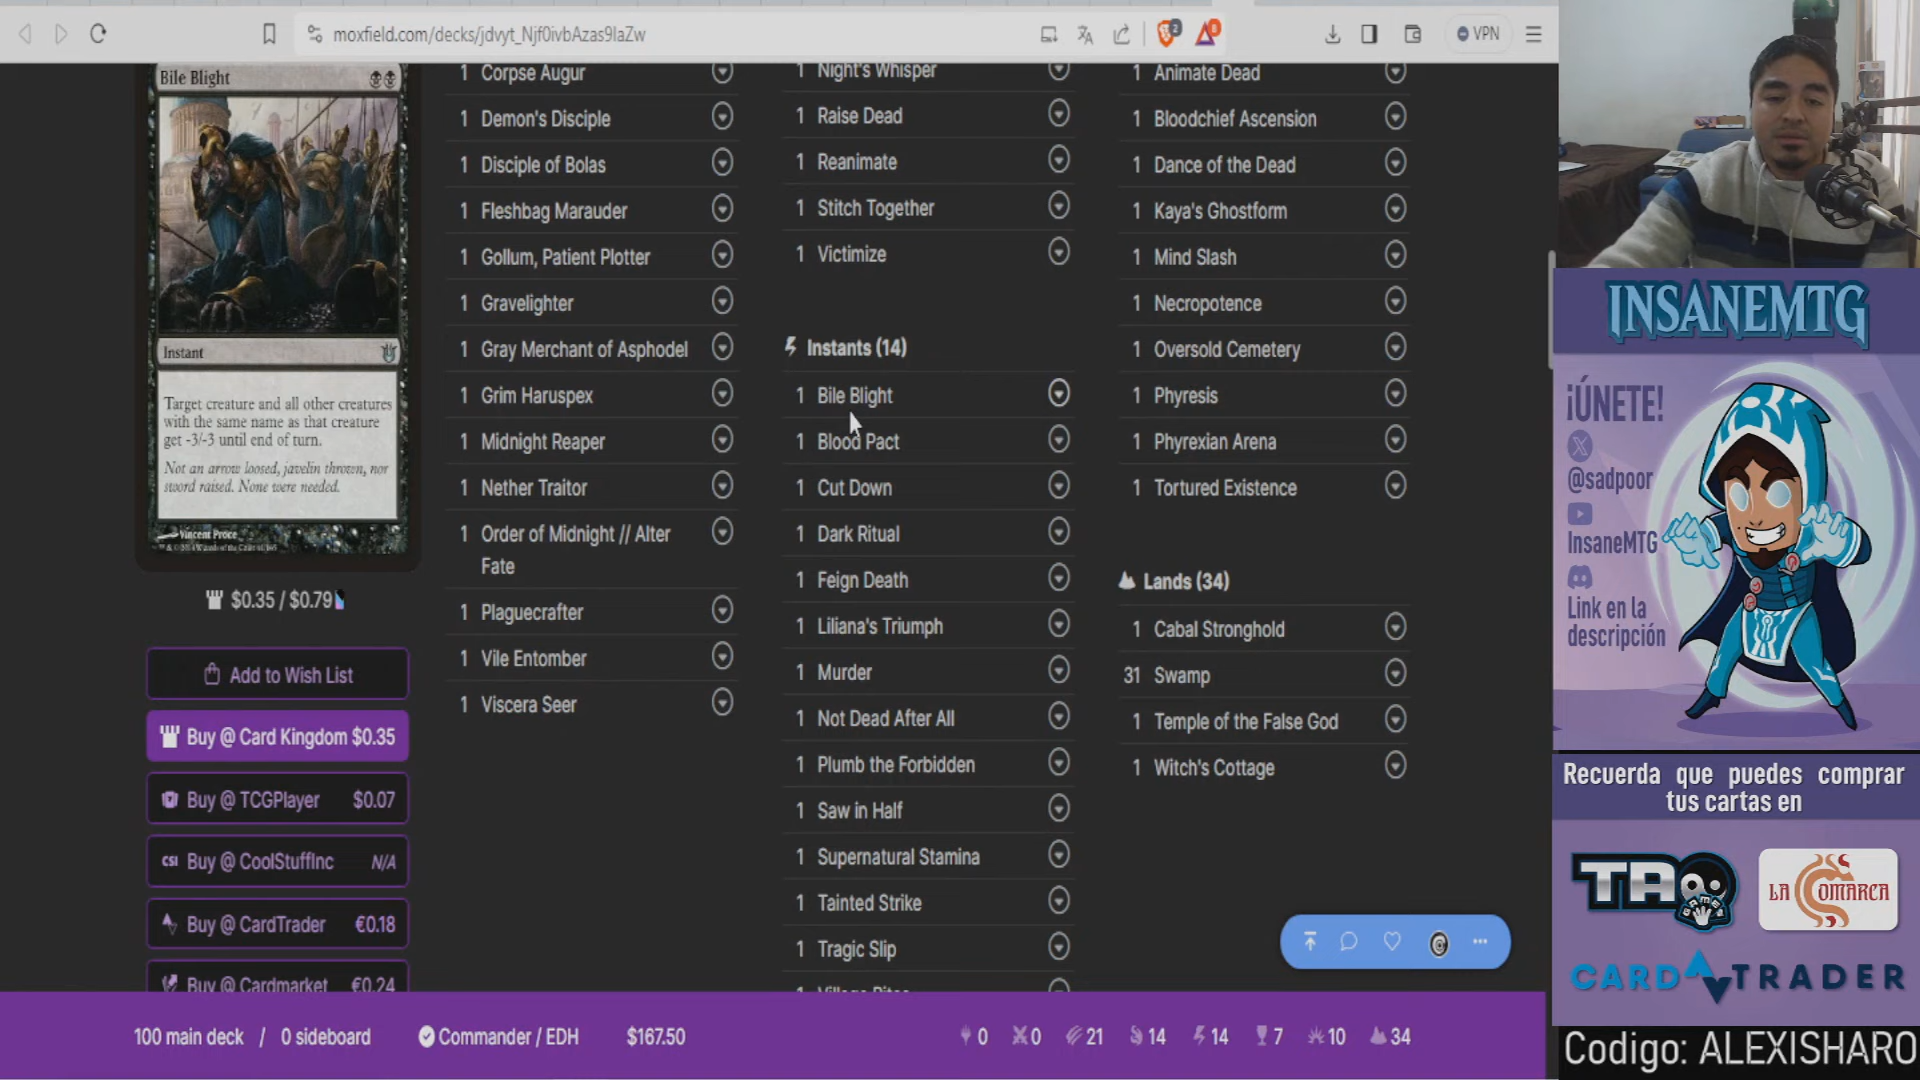 moxfield.com/decks/jdvyt_Njf0ivbAzas9laZw
2
8
VPN
Bile Blight
Instant
Target creature and all other creatures
with the same name as that creature
get -3/-3 until end of turn.
Not an arrow loosed, javelin thrown, nor
sword raised. None were needed.
Vincent Proce
$0.35 / $0.79
Add to Wish List
Buy @ Card Kingdom $0.35
Buy @ TCGPlayer $0.07
CSI Buy @ CoolStuffInc N/A
Buy @ CardTrader €0.18
Buy @ Cardmarket €0.24
1 Corpse Augur
1 Demon's Disciple
1 Disciple of Bolas
1 Fleshbag Marauder
1 Gollum, Patient Plotter
1 Gravelighter
1 Gray Merchant of Asphodel
1 Grim Haruspex
1 Midnight Reaper
1 Nether Traitor
1 Order of Midnight // Alter
Fate
1 Plaguecrafter
1 Vile Entomber
1 Viscera Seer
1 Night's Whisper
1 Raise Dead
1 Reanimate
1 Stitch Together
1 Victimize
Instants (14)
1 Bile Blight
1 Blood Pact
1 Cut Down
1 Dark Ritual
1 Feign Death
1 Liliana's Triumph
1 Murder
1 Not Dead After All
1 Plumb the Forbidden
1 Saw in Half
1 Supernatural Stamina
1 Tainted Strike
1 Tragic Slip
1 Village Rites
1 Animate Dead
1 Bloodchief Ascension
1 Dance of the Dead
1 Kaya's Ghostform
1 Mind Slash
1 Necropotence
1 Oversold Cemetery
1 Phyresis
1 Phyrexian Arena
1 Tortured Existence
Lands (34)
1 Cabal Stronghold
31 Swamp
1 Temple of the False God
1 Witch's Cottage
100 main deck / 0 sideboard
Commander / EDH
$167.50
0 0 21 14 14 7 10 34
INSANEMTG
¡ÚNETE!
@sadpoor
InsaneMTG
Link en la
descripción
Recuerda que puedes comprar
tus cartas en
TAO
GAMES
LA COMARCA
CARD TRADER
Codigo: ALEXISHARO